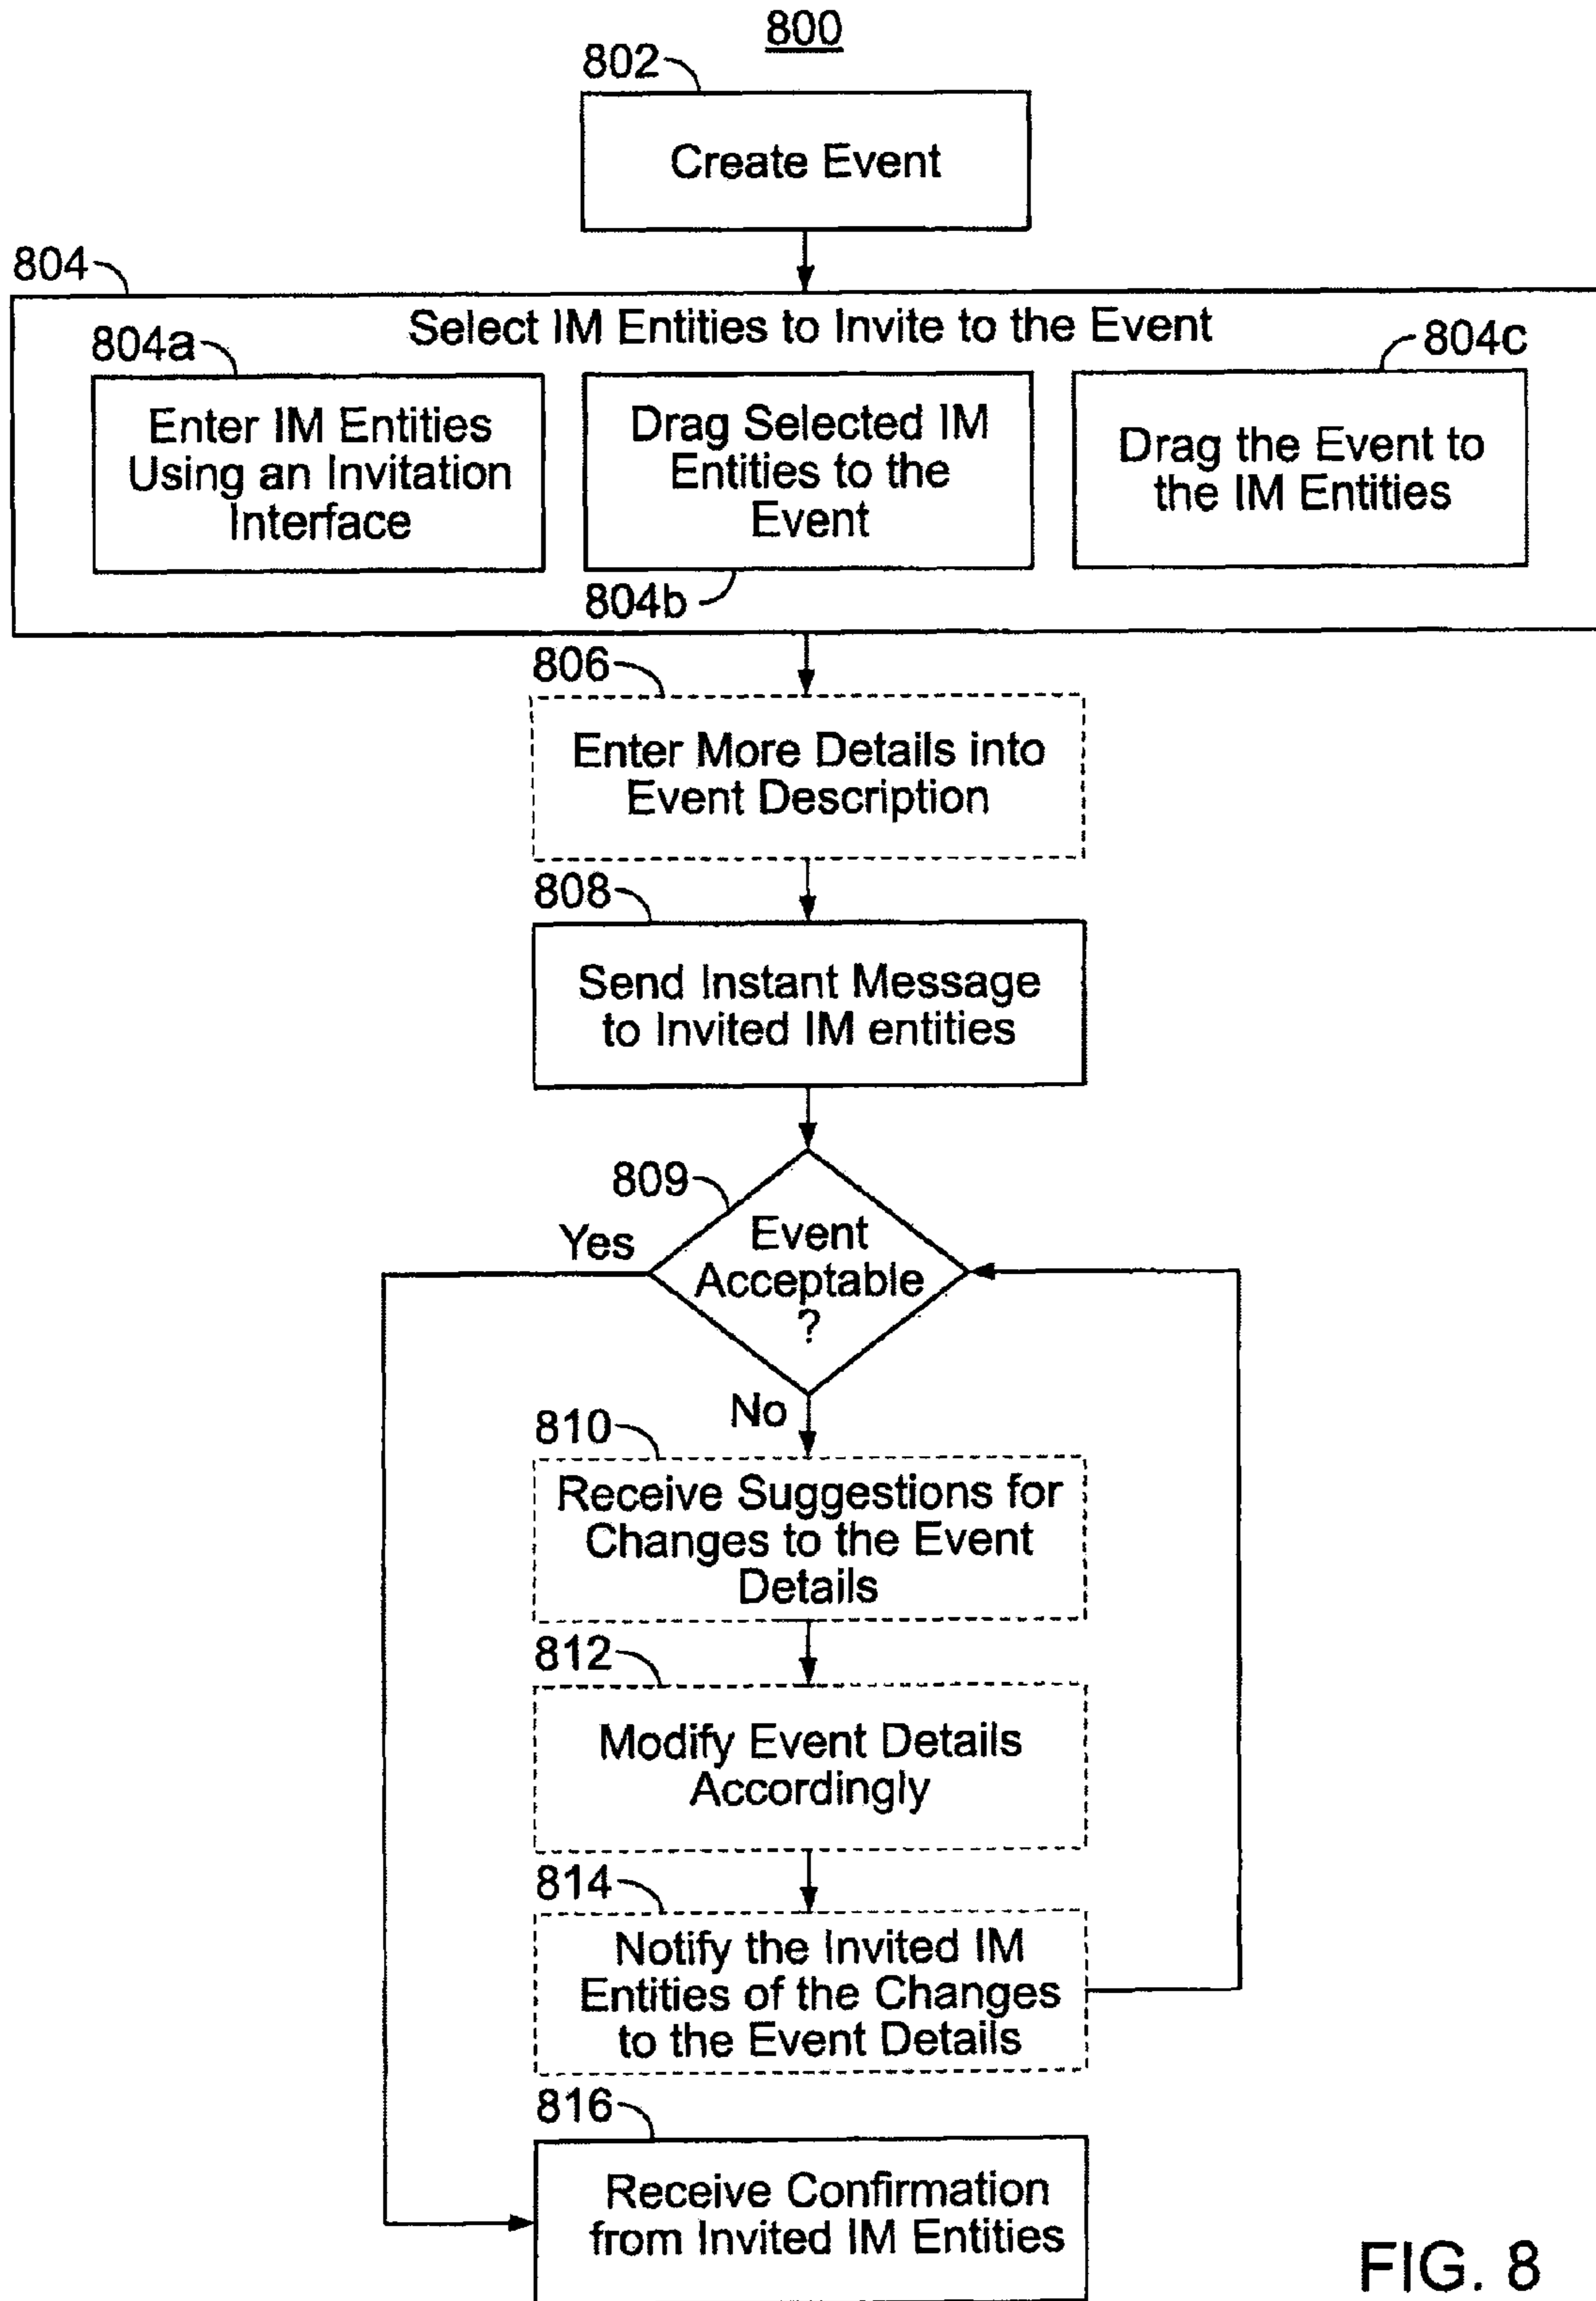 800
802
Create Event
804
Select IM Entities to Invite to the Event
804a
804c
Enter IM Entities
Using an Invitation
Interface
Drag Selected IM
Entities to the
Event
Drag the Event to
the IM Entities
804b
806
Enter More Details into
Event Description
808
Send Instant Message
to Invited IM entities
809
Yes
Event
Acceptable
?
No
810
Receive Suggestions for
Changes to the Event
Details
812
Modify Event Details
Accordingly
814
Notify the Invited IM
Entities of the Changes
to the Event Details
816
Receive Confirmation
from Invited IM Entities
FIG. 8